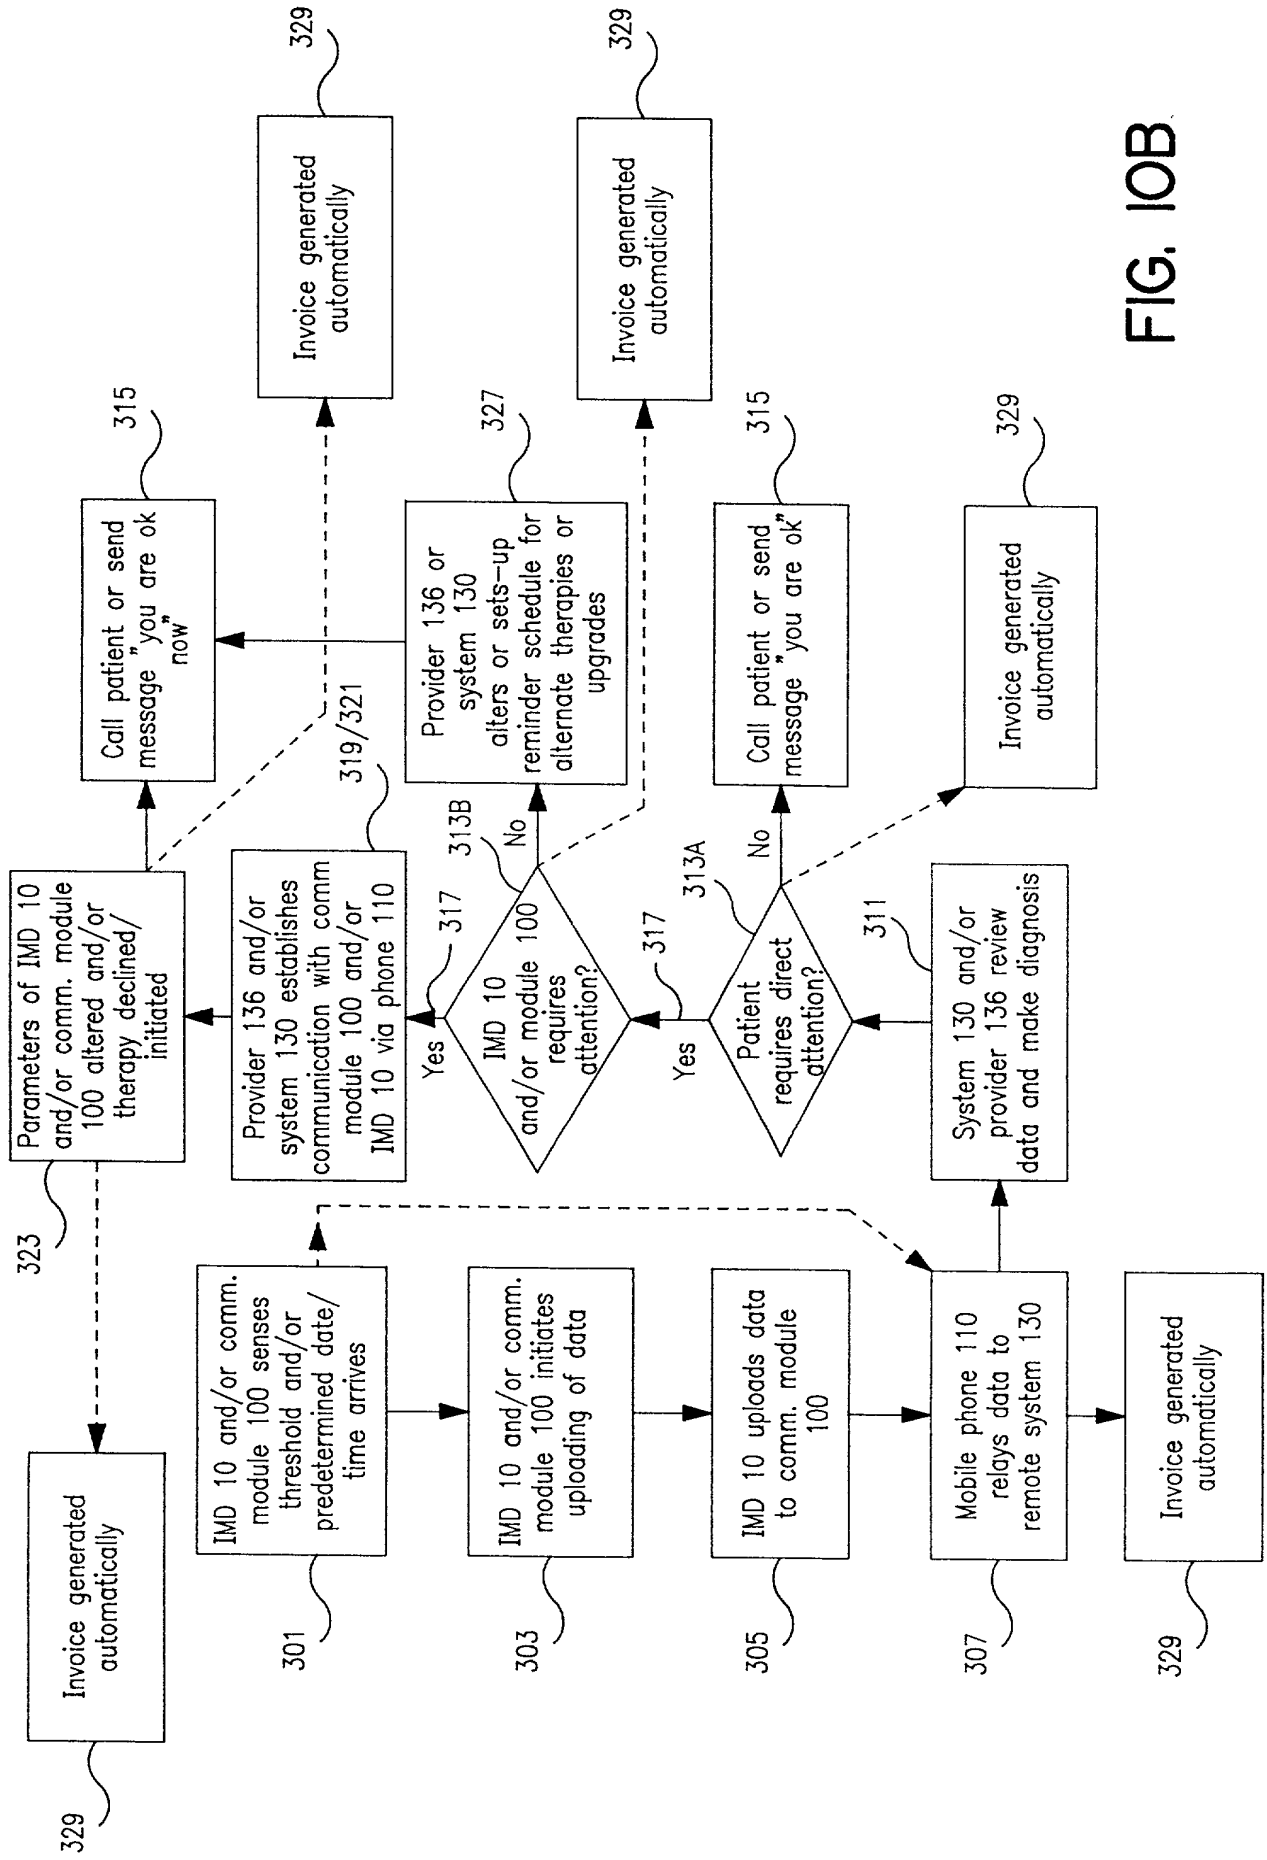 329
Invoice generated
automatically
323
Parameters of IMD 10
and/or comm. module
100 altered and/or
therapy declined/
initiated
Call patient or send
message "you are ok
now"
315
Invoice generated
automatically
329
301
IMD 10 and/or comm.
module 100 senses
threshold and/or
predetermined date/
time arrives
Provider 136 and/or
system 130 establishes
communication with comm
module 100 and/or
IMD 10 via phone 110
319/321
317
Yes
303
IMD 10 and/or comm.
module 100 initiates
uploading of data
IMD 10
and/or module 100
requires
attention?
313B
No
Provider 136 or
system 130
alters or sets-up
reminder schedule for
alternate therapies or
upgrades
327
Invoice generated
automatically
329
317
Yes
305
IMD 10 uploads data
to comm. module
100
Patient
requires direct
attention?
313A
No
Call patient or send
message "you are ok"
315
307
Mobile phone 110
relays data to
remote system 130
System 130 and/or
provider 136 review
data and make diagnosis
311
Invoice generated
automatically
329
329
Invoice generated
automatically
FIG. 10B